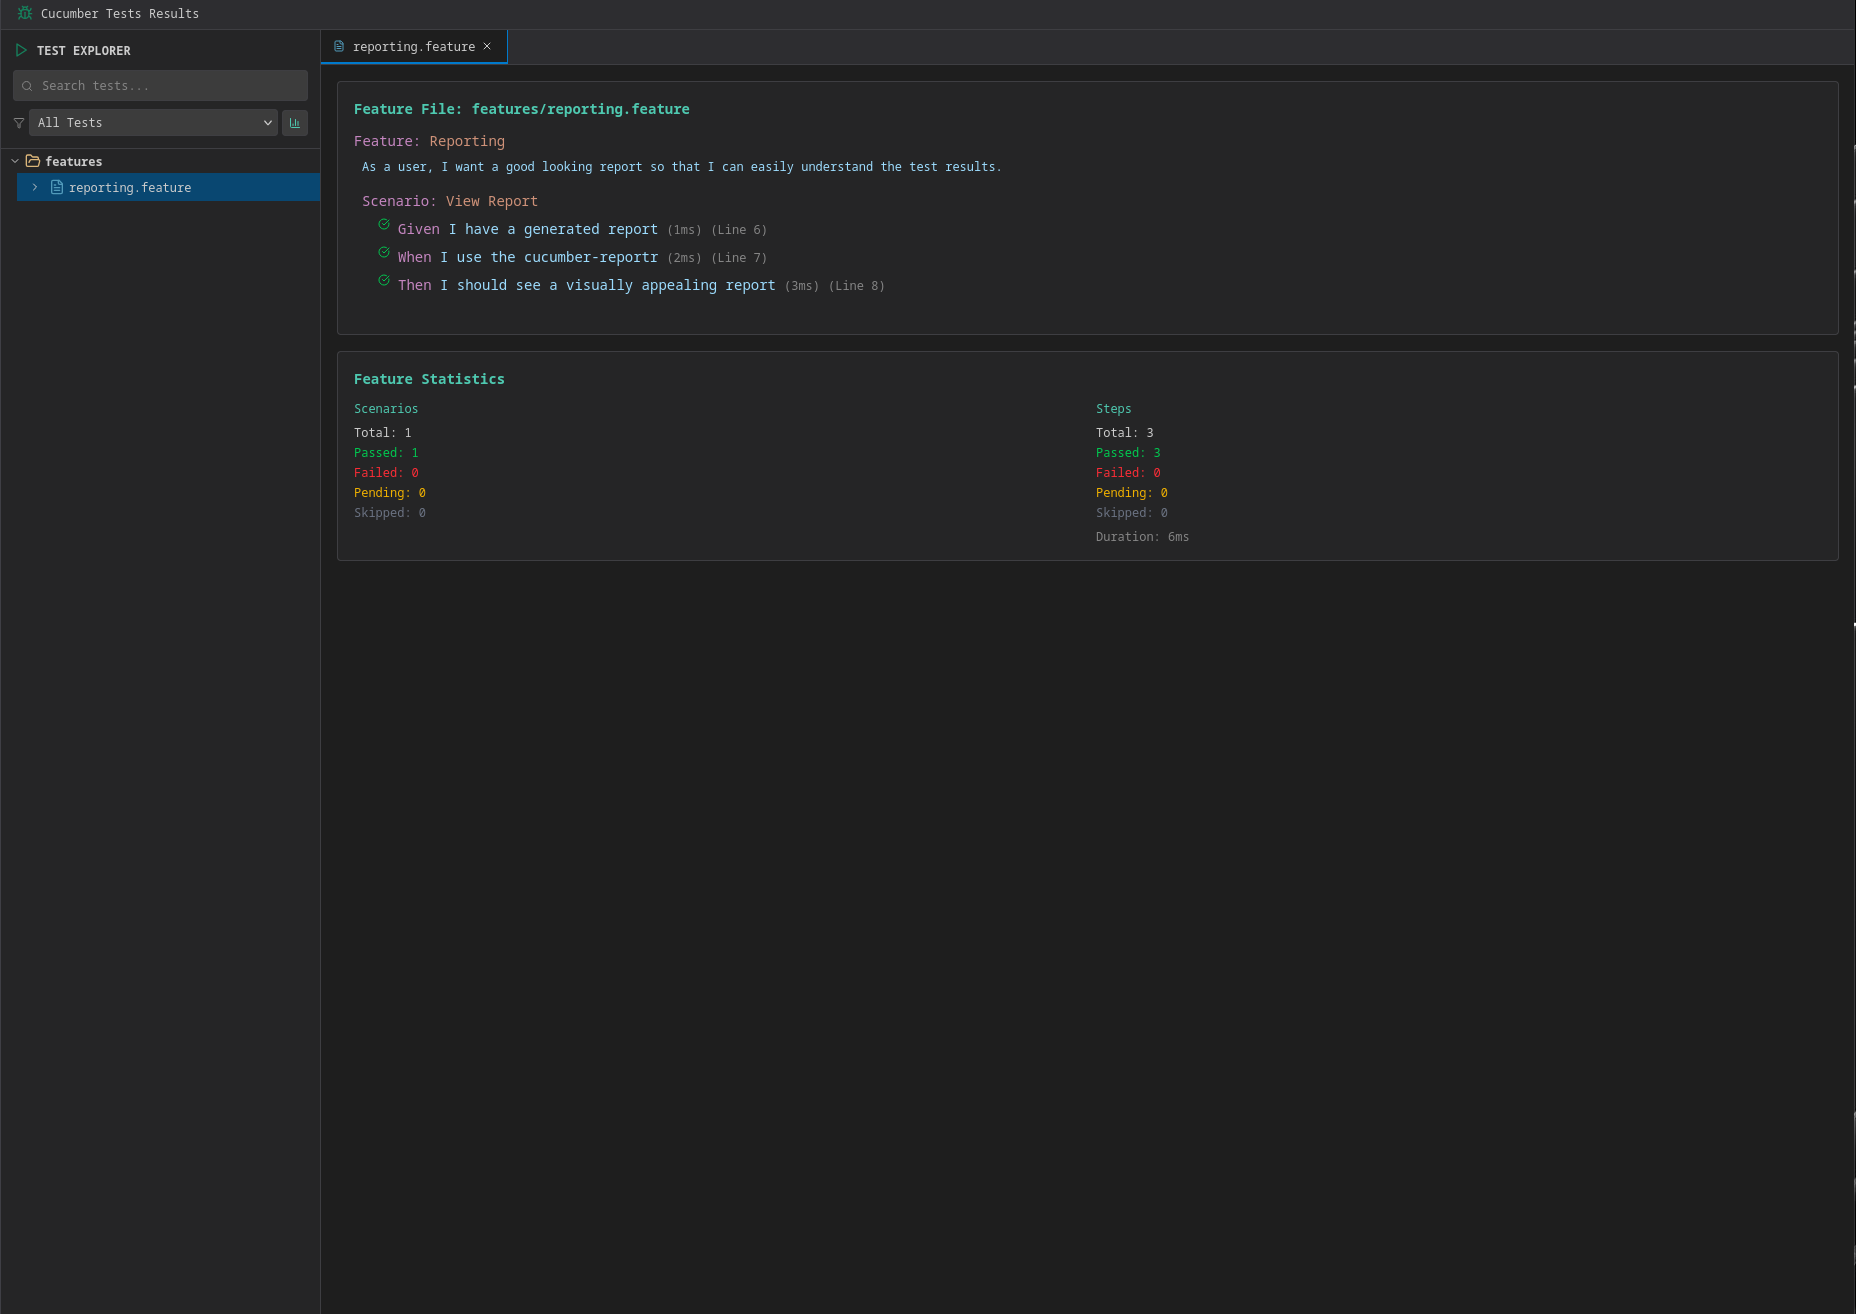 Cucumber Tests Results
TEST EXPLORER
Search tests...
All Tests
features
reporting.feature
reporting.feature
Feature File: features/reporting.feature
Feature: Reporting
As a user, I want a good looking report so that I can easily understand the test results.
Scenario: View Report
Given I have a generated report (1ms) (Line 6)
When I use the cucumber-reportr (2ms) (Line 7)
Then I should see a visually appealing report (3ms) (Line 8)
Feature Statistics
Scenarios
Total: 1
Passed: 1
Failed: 0
Pending: 0
Skipped: 0
Steps
Total: 3
Passed: 3
Failed: 0
Pending: 0
Skipped: 0
Duration: 6ms